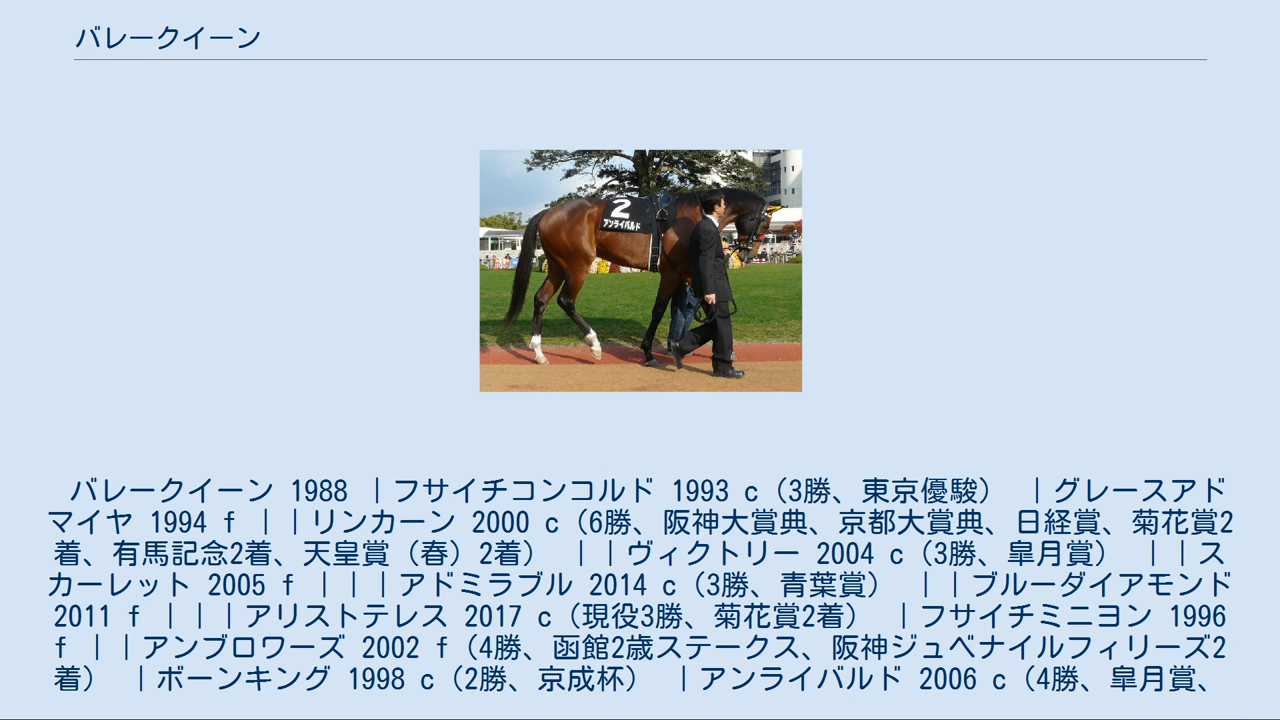 バレークイーン
2
アンライバルド
バレークイーン 1988 ｜フサイチコンコルド 1993 c（3勝、東京優駿） ｜グレースアド
マイヤ 1994 f ｜｜リンカーン 2000 c（6勝、阪神大賞典、京都大賞典、日経賞、菊花賞2
着、有馬記念2着、天皇賞（春）2着） ｜｜ヴィクトリー 2004 c（3勝、皐月賞） ｜｜ス
カーレット 2005 f ｜｜｜アドミラブル 2014 c（3勝、青葉賞） ｜｜ブルーダイアモンド
2011 f ｜｜｜アリストテレス 2017 c（現役3勝、菊花賞2着） ｜フサイチミニヨン 1996
f ｜｜アンブロワーズ 2002 f（4勝、函館2歳ステークス、阪神ジュベナイルフィリーズ2
着） ｜ボーンキング 1998 c（2勝、京成杯） ｜アンライバルド 2006 c（4勝、皐月賞、